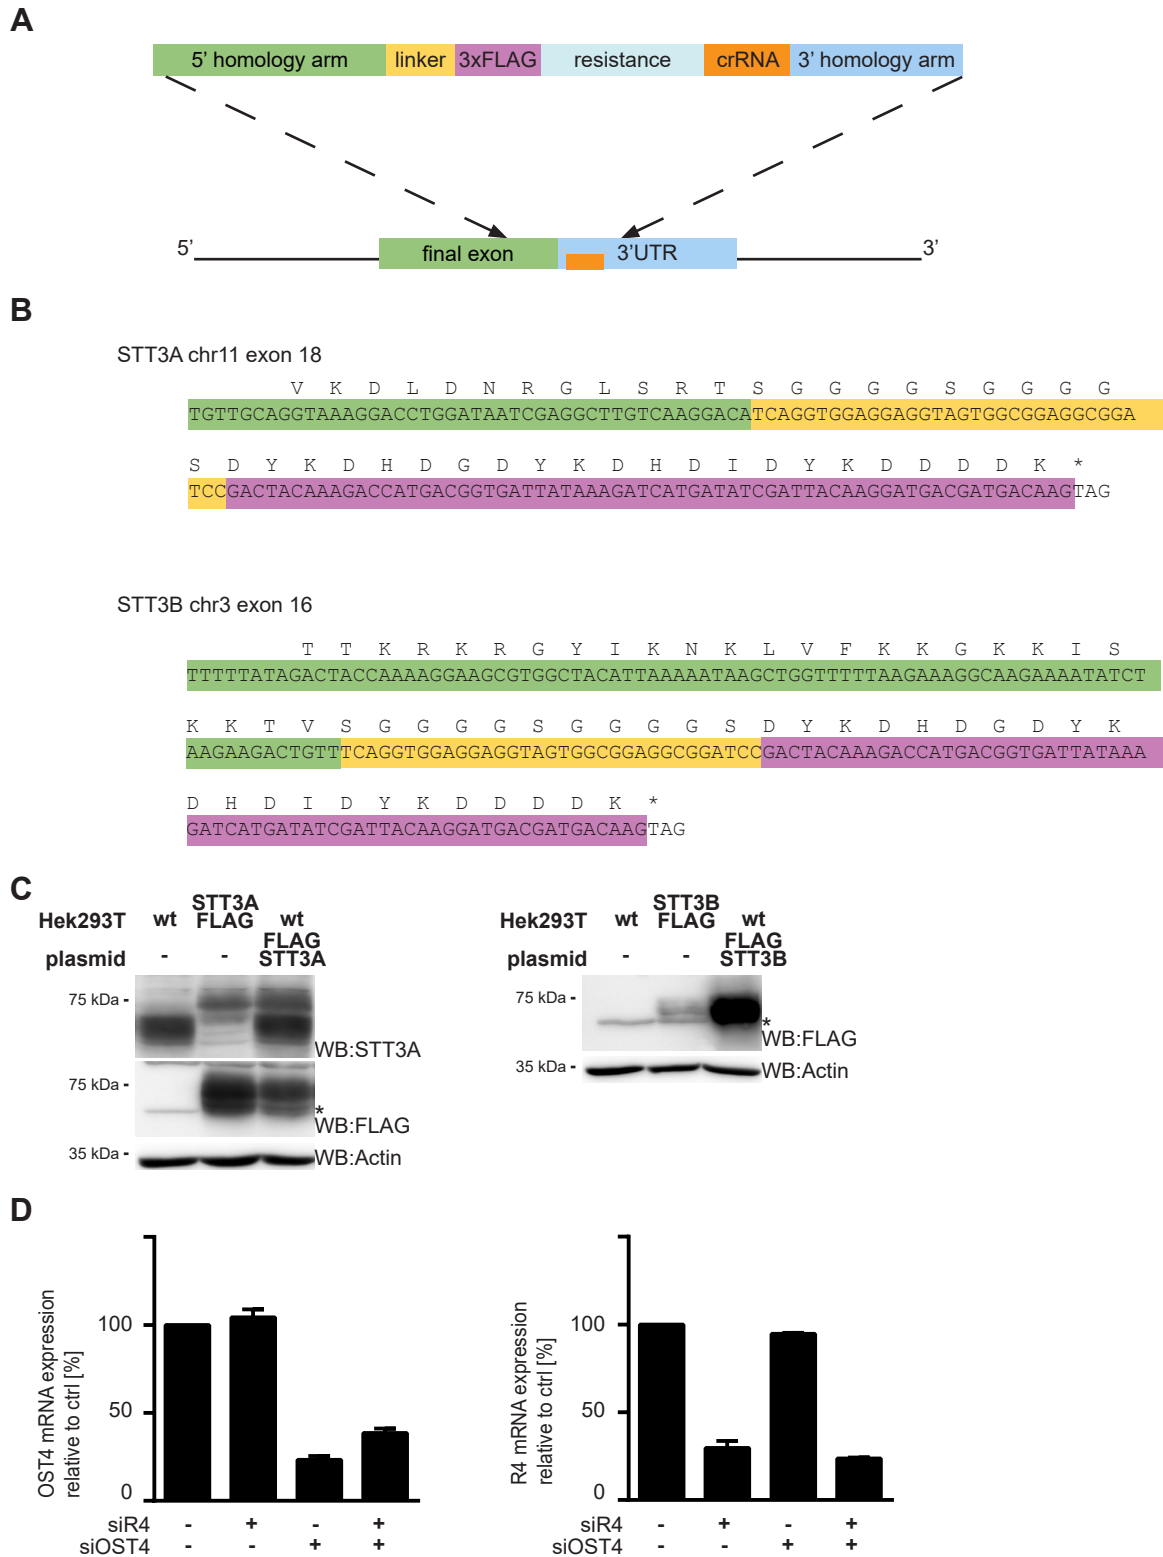 A
5' homology arm linker 3xFLAG resistance crRNA 3' homology arm
5' final exon 3'UTR 3'
B
STT3A chr11 exon 18
V K D L D N R G L S R T S G G G G S G G G G
TGTTGCAGGTAAAGGACCTGGATAATCGAGGCTTGTCAAGGACATCAGGTGGAGGAGGTAGTGGCGGAGGCGGA
S D Y K D H D G D Y K D H D I D Y K D D D D K *
TCCGACTACAAAGACCATGACGGTGATTATAAAGATCATGATATCGATTACAAGGATGACGATGACAAGTAG
STT3B chr3 exon 16
T T K R K R G Y I K N K L V F K K G K K I S
TTTTTATAGACTACCAAAAGGAAGCGTGGCTACATTAAAAATAAGCTGGTTTTTAAGAAAGGCAAGAAAATATCT
K K T V S G G G G S G G G G S D Y K D H D G D Y K
AAGAAGACTGTTTCAGGTGGAGGAGGTAGTGGCGGAGGCGGATCCGACTACAAAGACCATGACGGTGATTATAAA
D H D I D Y K D D D D K *
GATCATGATATCGATTACAAGGATGACGATGACAAGTAG
C
Hek293T wt STT3A FLAG wt
plasmid - - FLAG STT3A
75 kDa -
WB:STT3A
75 kDa -
*
WB:FLAG
35 kDa -
WB:Actin
Hek293T wt STT3B FLAG wt
plasmid - - FLAG STT3B
75 kDa -
*
WB:FLAG
35 kDa -
WB:Actin
D
OST4 mRNA expression
relative to ctrl [%]
100
50
0
siR4 - + - +
siOST4 - - + +
R4 mRNA expression
relative to ctrl [%]
100
50
0
siR4 - + - +
siOST4 - - + +